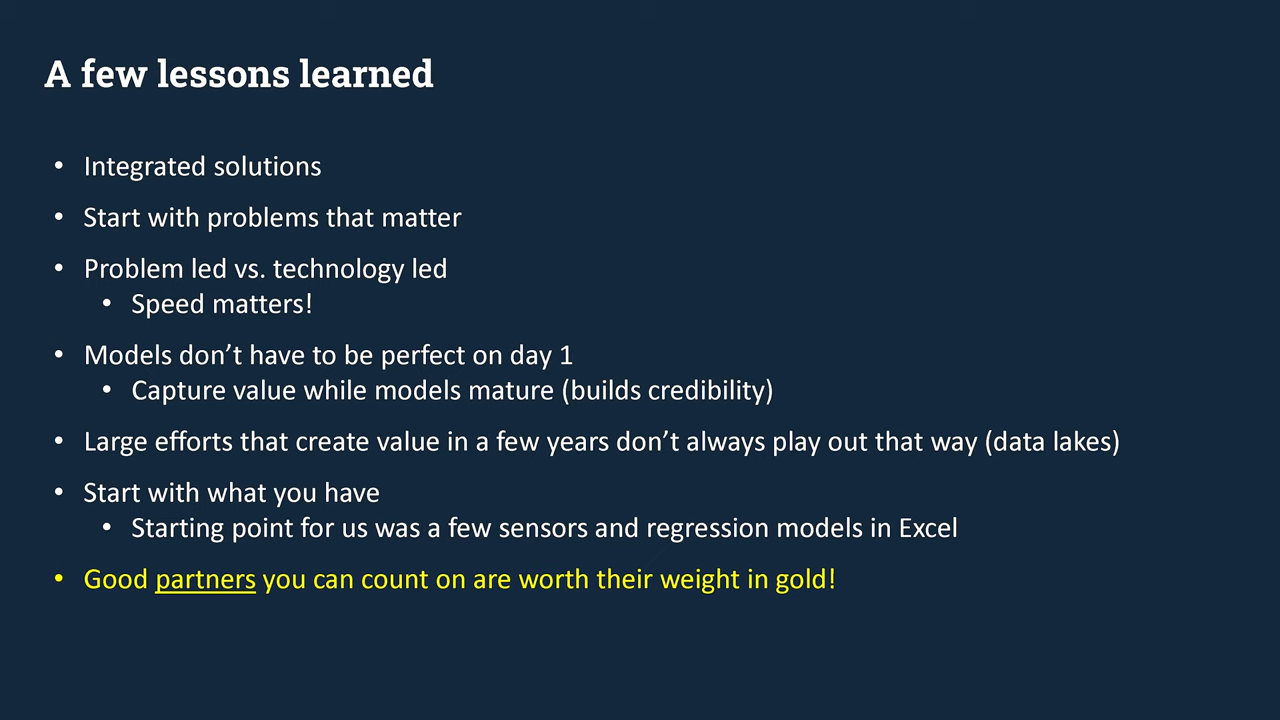 A few lessons learned
• Integrated solutions
• Start with problems that matter
• Problem led vs. technology led
• Speed matters!
• Models don’t have to be perfect on day 1
• Capture value while models mature (builds credibility)
• Large efforts that create value in a few years don’t always play out that way (data lakes)
• Start with what you have
• Starting point for us was a few sensors and regression models in Excel
• Good partners you can count on are worth their weight in gold!